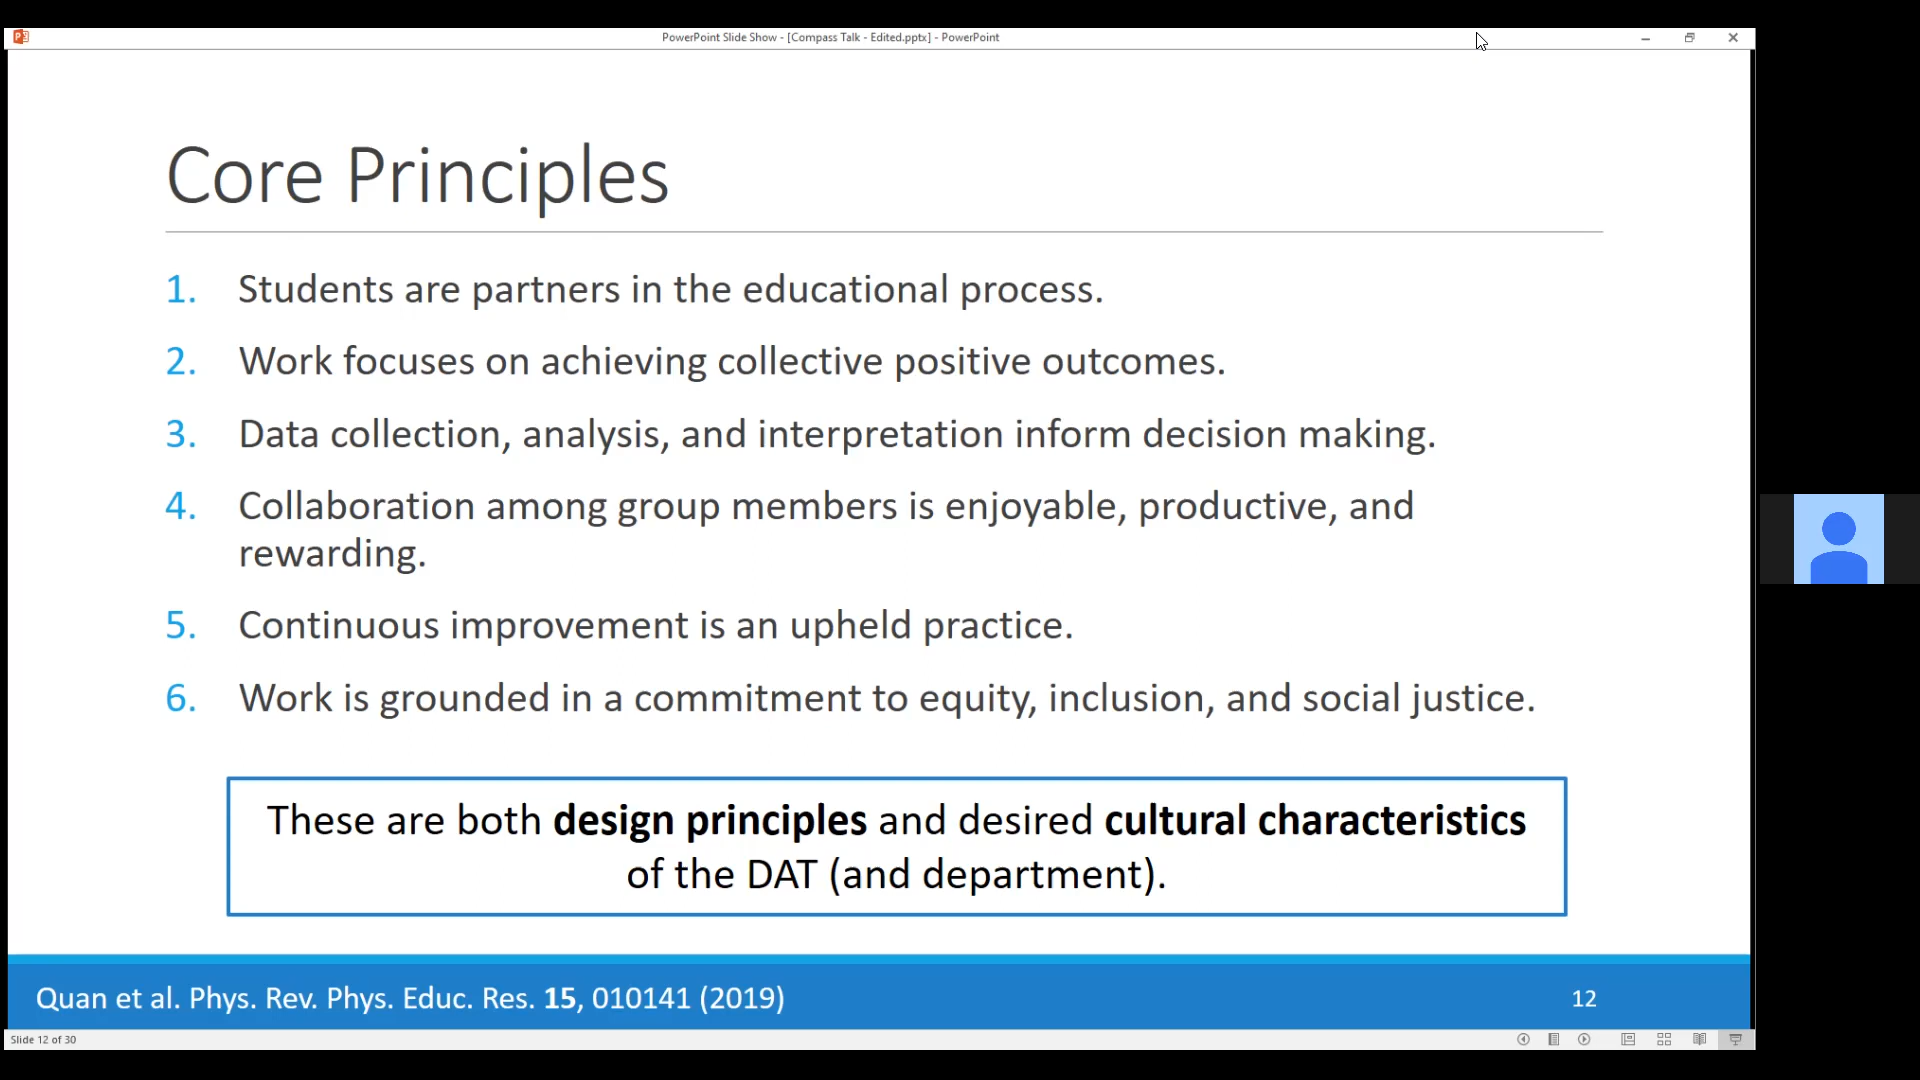 PowerPoint Slide Show - [Compass Talk - Edited.pptx] - PowerPoint
Core Principles
1. Students are partners in the educational process.
2. Work focuses on achieving collective positive outcomes.
3. Data collection, analysis, and interpretation inform decision making.
4. Collaboration among group members is enjoyable, productive, and
rewarding.
5. Continuous improvement is an upheld practice.
6. Work is grounded in a commitment to equity, inclusion, and social justice.
These are both design principles and desired cultural characteristics
of the DAT (and department).
Quan et al. Phys. Rev. Phys. Educ. Res. 15, 010141 (2019)
12
Slide 12 of 30